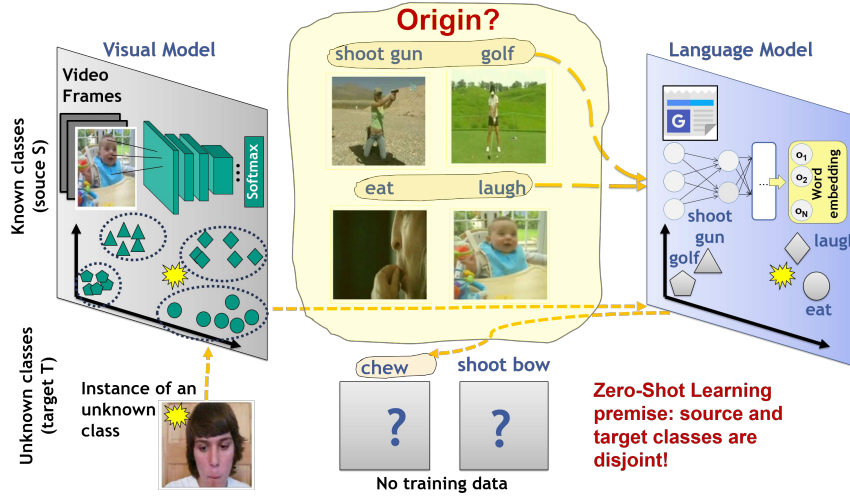 Origin?
Visual Model
Language Model
shoot gun
golf
Video
Frames
Softmax
Known classes
(souce S)
eat
laugh
G
...
O1
O2
ON
Word
embedding
shoot
gun
golf
laugh
eat
Unknown classes
(target T)
Instance of an
unknown
class
chew
shoot bow
?
?
No training data
Zero-Shot Learning
premise: source and
target classes are
disjoint!